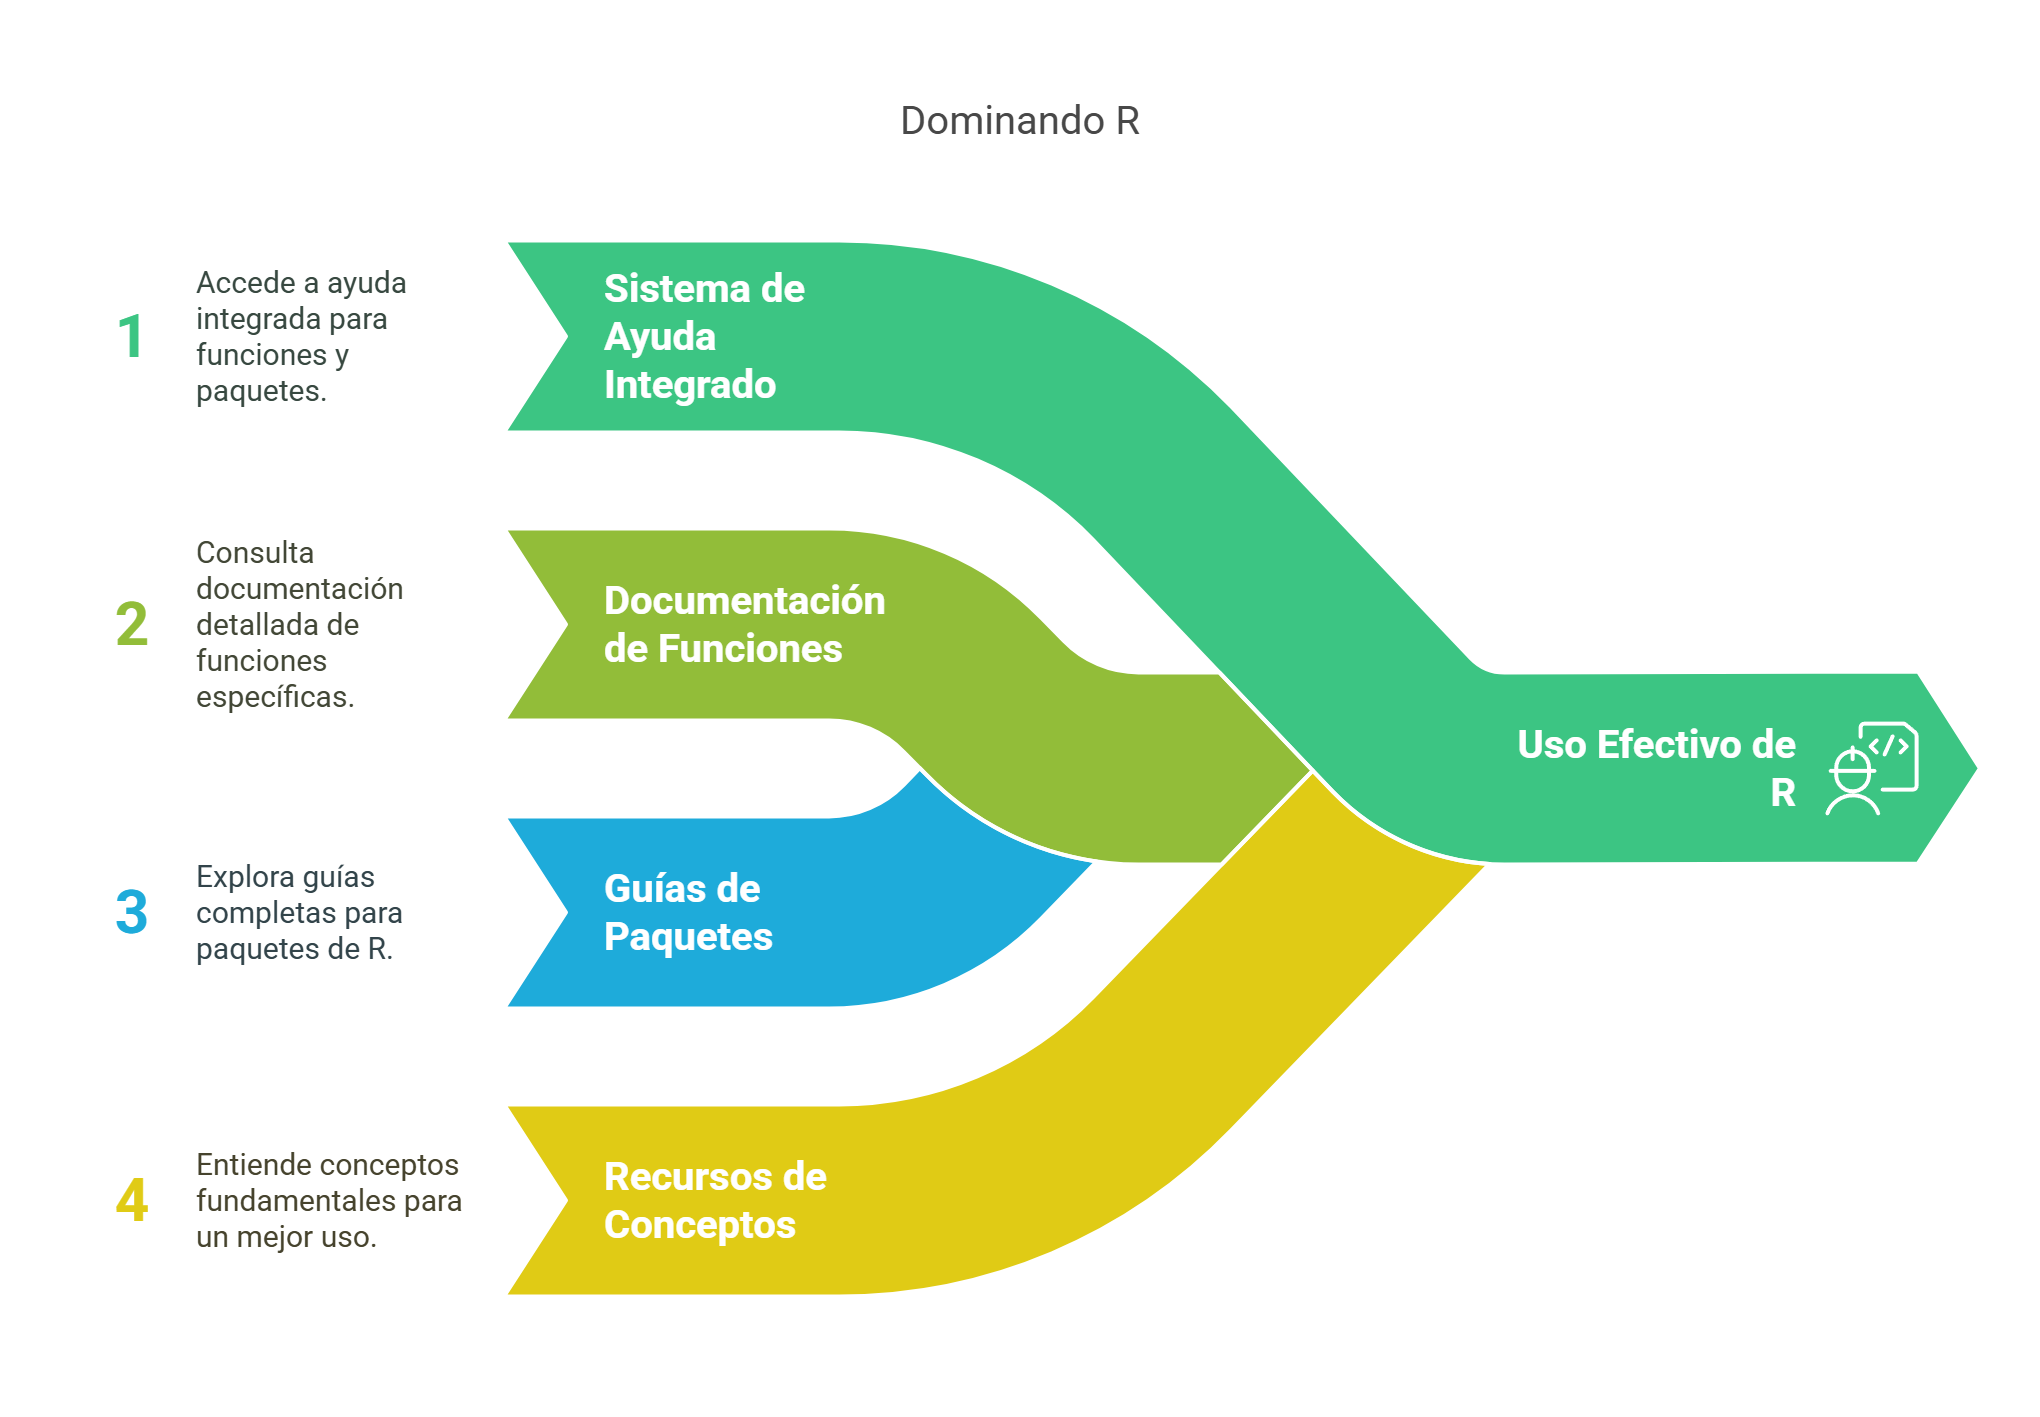 Dominando R
1
Accede a ayuda
integrada para
funciones y
paquetes.
Sistema de
Ayuda
Integrado
2
Consulta
documentación
detallada de
funciones
específicas.
Documentación
de Funciones
3
Explora guías
completas para
paquetes de R.
Guías de
Paquetes
4
Entiende conceptos
fundamentales para
un mejor uso.
Recursos de
Conceptos
Uso Efectivo de
R